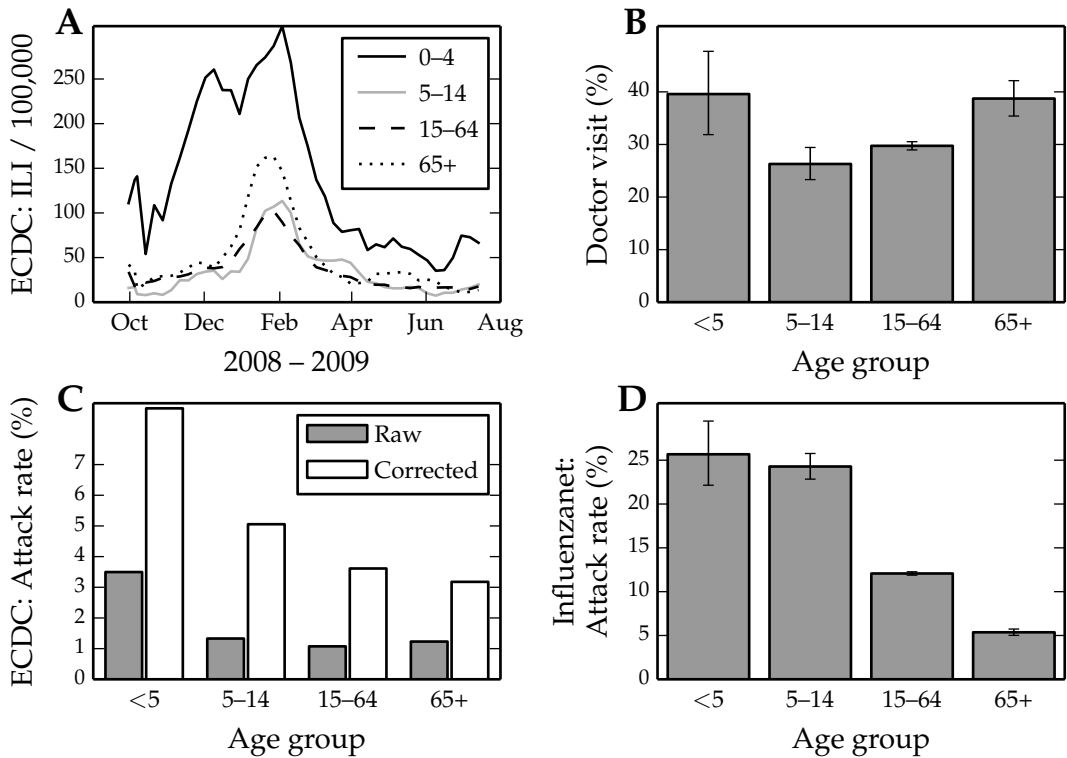 A
ECDC: ILI / 100,000
250
200
150
100
50
0
0–4
5–14
15–64
65+
Oct Dec Feb Apr Jun Aug
2008 – 2009
B
Doctor visit (%)
40
30
20
10
0
<5 5–14 15–64 65+
Age group
C
ECDC: Attack rate (%)
7
6
5
4
3
2
1
0
Raw
Corrected
<5 5–14 15–64 65+
Age group
D
Influenzanet:
Attack rate (%)
25
20
15
10
5
0
<5 5–14 15–64 65+
Age group